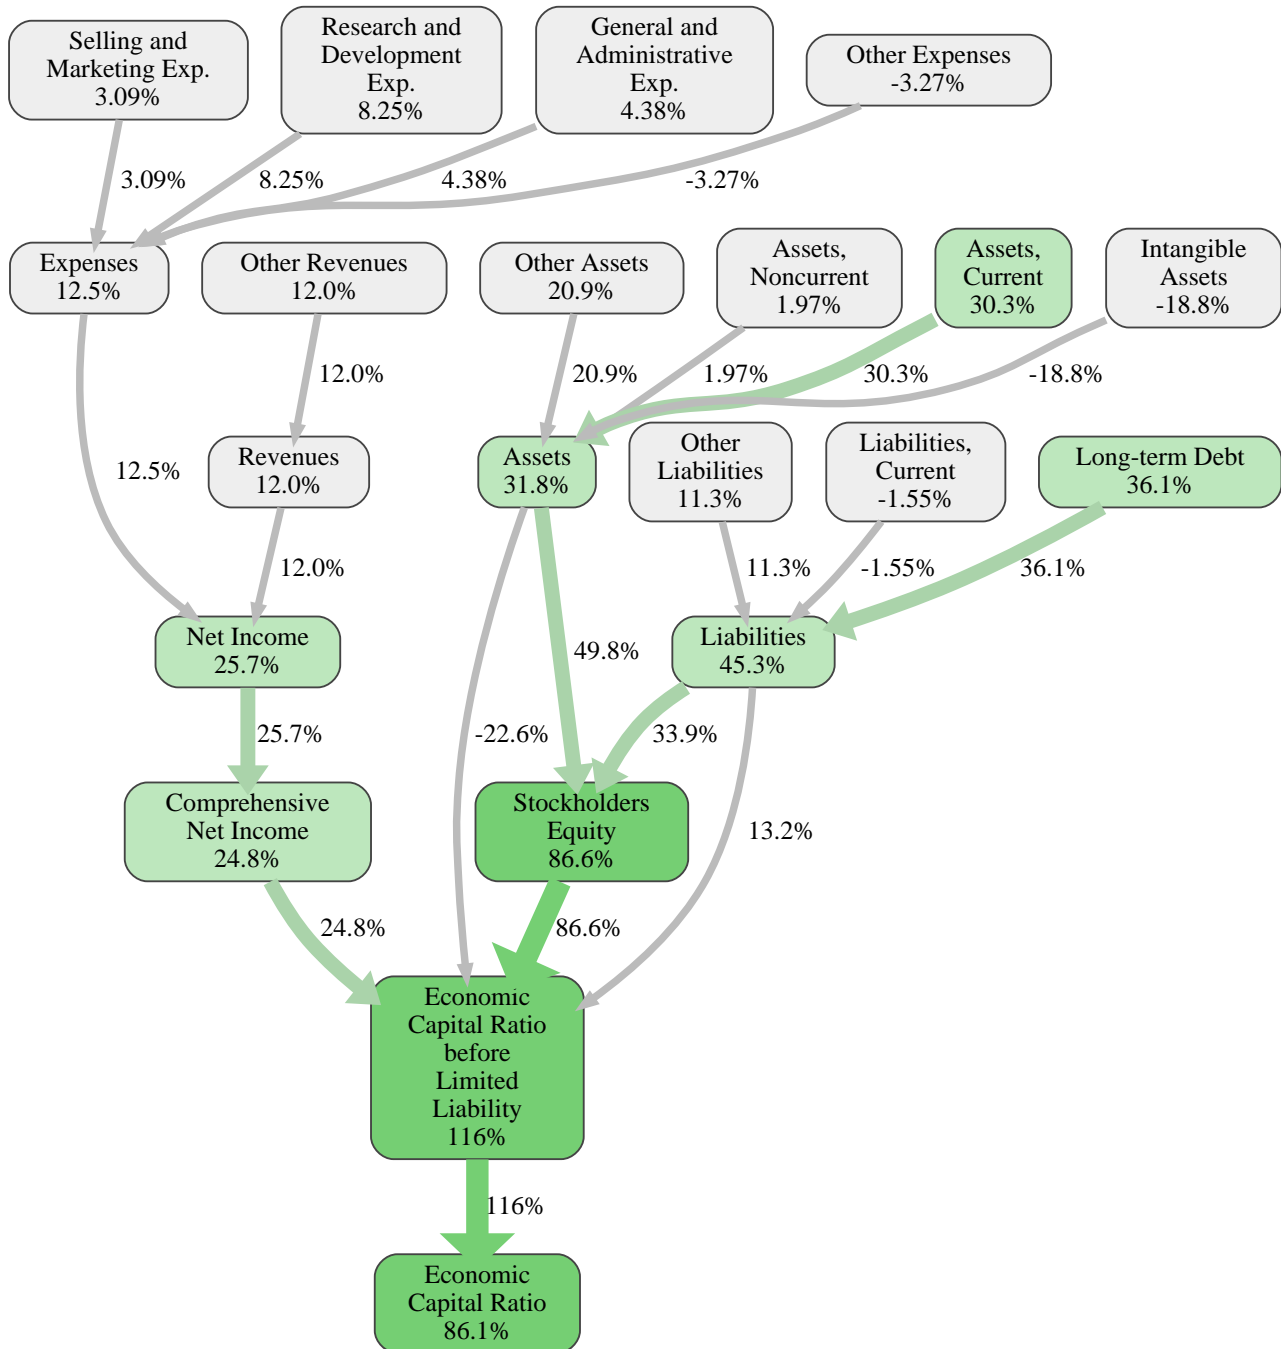 Selling and
Marketing Exp.
3.09%
Research and
Development
Exp.
8.25%
General and
Administrative
Exp.
4.38%
Other Expenses
-3.27%
3.09%
8.25%
4.38%
-3.27%
Expenses
12.5%
Other Revenues
12.0%
Other Assets
20.9%
Assets,
Noncurrent
1.97%
Assets,
Current
30.3%
Intangible
Assets
-18.8%
12.0%
20.9%
1.97%
30.3%
-18.8%
12.5%
Revenues
12.0%
Assets
31.8%
Other
Liabilities
11.3%
Liabilities,
Current
-1.55%
Long-term Debt
36.1%
12.0%
11.3%
-1.55%
36.1%
Net Income
25.7%
49.8%
Liabilities
45.3%
25.7%
-22.6%
33.9%
Comprehensive
Net Income
24.8%
Stockholders
Equity
86.6%
13.2%
24.8%
86.6%
Economic
Capital Ratio
before
Limited
Liability
116%
116%
Economic
Capital Ratio
86.1%